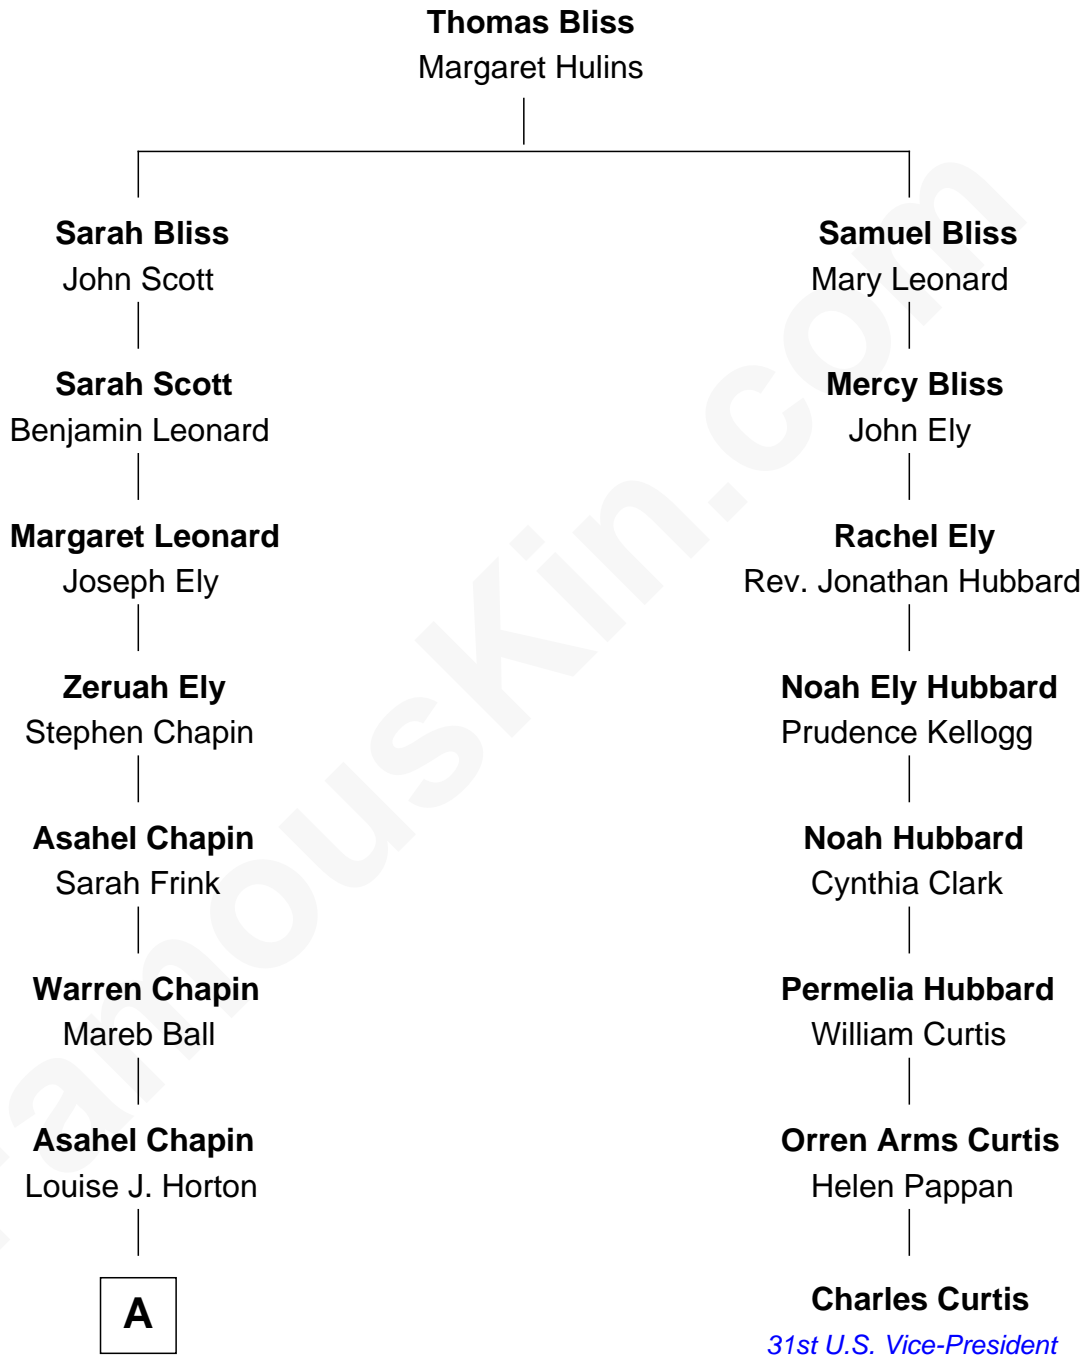 Thomas Bliss
Margaret Hulins
Sarah Bliss
John Scott
Samuel Bliss
Mary Leonard
Sarah Scott
Benjamin Leonard
Mercy Bliss
John Ely
Margaret Leonard
Joseph Ely
Rachel Ely
Rev. Jonathan Hubbard
Zeruah Ely
Stephen Chapin
Noah Ely Hubbard
Prudence Kellogg
Asahel Chapin
Sarah Frink
Noah Hubbard
Cynthia Clark
Warren Chapin
Mareb Ball
Permelia Hubbard
William Curtis
Asahel Chapin
Louise J. Horton
Orren Arms Curtis
Helen Pappan
A
Charles Curtis
31st U.S. Vice-President
FamousKin.com